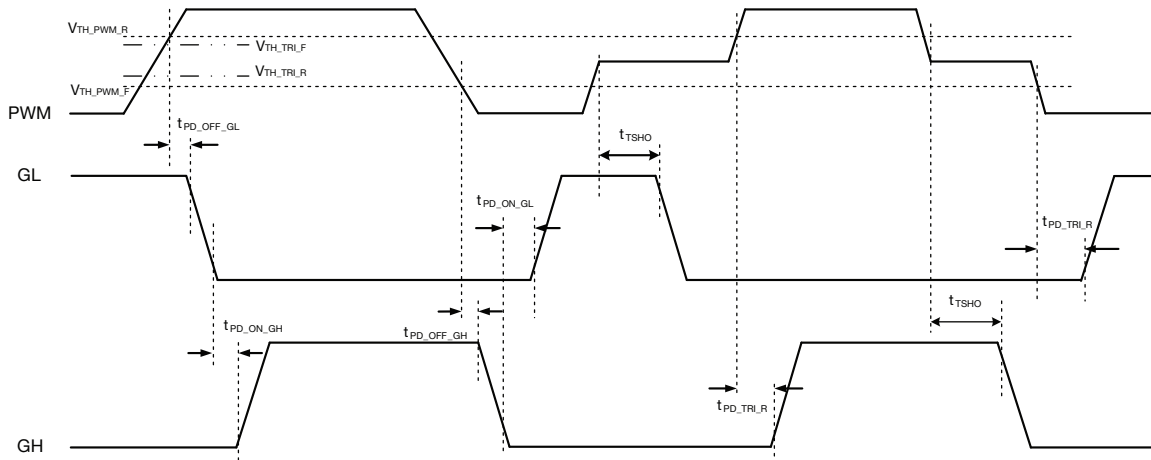 VTH_PWM_R
VTH_TRI_F
VTH_TRI_R
VTH_PWM_F
PWM
tPD_OFF_GL
tTSHO
GL
tPD_ON_GL
tPD_TRI_R
tTSHO
tPD_ON_GH
tPD_OFF_GH
tPD_TRI_R
GH